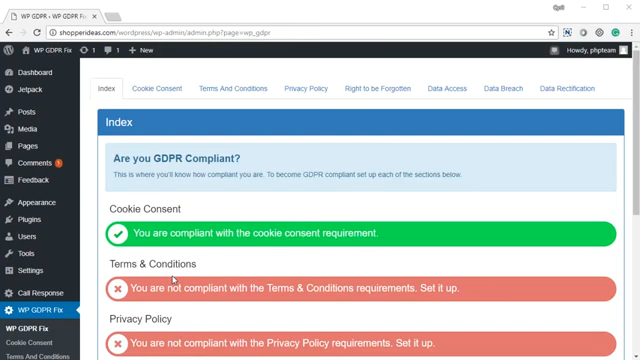 WP GDPR ‹ WP GDPR Fix
shopperideas.com/wordpress/wp-admin/admin.php?page=wp_gdpr
WP GDPR Fix
1
1
New
Howdy, phpteam
Dashboard
Jetpack
Posts
Media
Pages
Comments 1
Feedback
Appearance
Plugins
Users
Tools
Settings
Call Response
WP GDPR Fix
WP GDPR Fix
Cookie Consent
Terms And Conditions
Index
Cookie Consent
Terms And Conditions
Privacy Policy
Right to be Forgotten
Data Access
Data Breach
Data Rectification
Index
Are you GDPR Compliant?
This is where you'll know how compliant you are. To become GDPR compliant set up each of the sections below.
Cookie Consent
You are compliant with the cookie consent requirement.
Terms & Conditions
You are not compliant with the Terms & Conditions requirements. Set it up.
Privacy Policy
You are not compliant with the Privacy Policy requirements. Set it up.